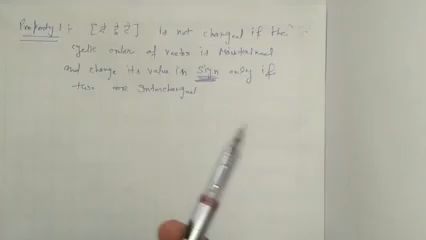 Property 1 : [a⃗ b⃗ c⃗] is not changed if the
cyclic order of vector is Maintained
and change its value in sign only if
two are Interchanged